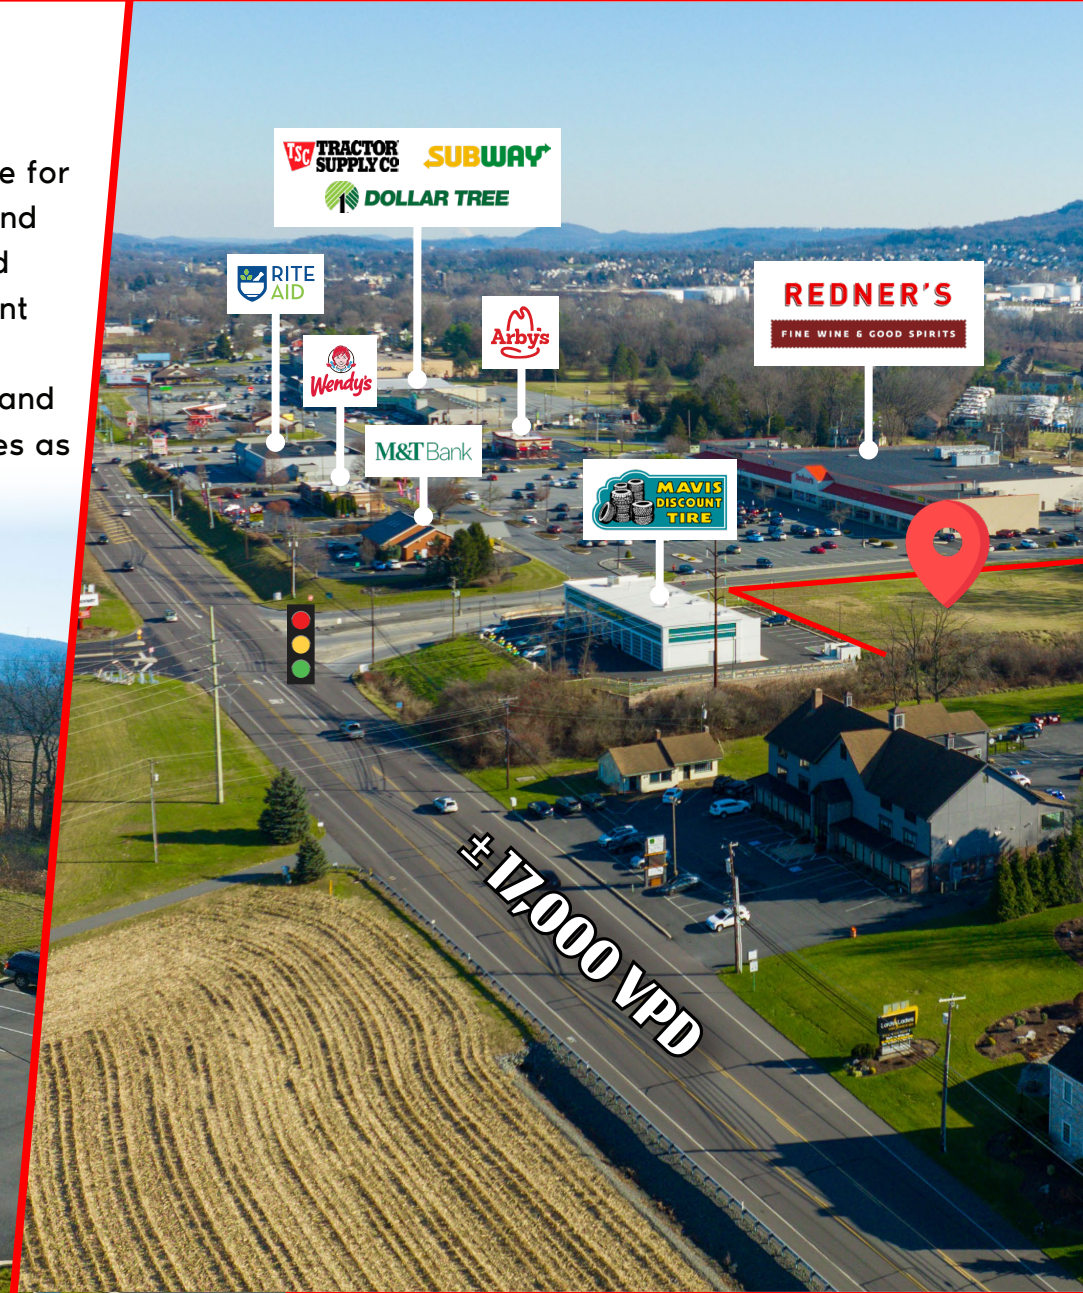 e for
nd
d
nt
and
es as
TSC TRACTOR
SUPPLY CO
SUBWAY
1 DOLLAR TREE
RITE
AID
Wendy's
Arby's
REDNER'S
FINE WINE & GOOD SPIRITS
M&T Bank
MAVIS
DISCOUNT
TIRE
± 17,000 VPD